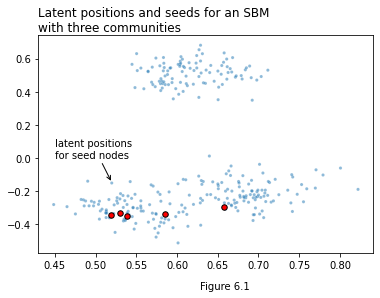 Latent positions and seeds for an SBM
with three communities
0.6
0.4
0.2
0.0
−0.2
−0.4
latent positions
for seed nodes
0.45 0.50 0.55 0.60 0.65 0.70 0.75 0.80
Figure 6.1